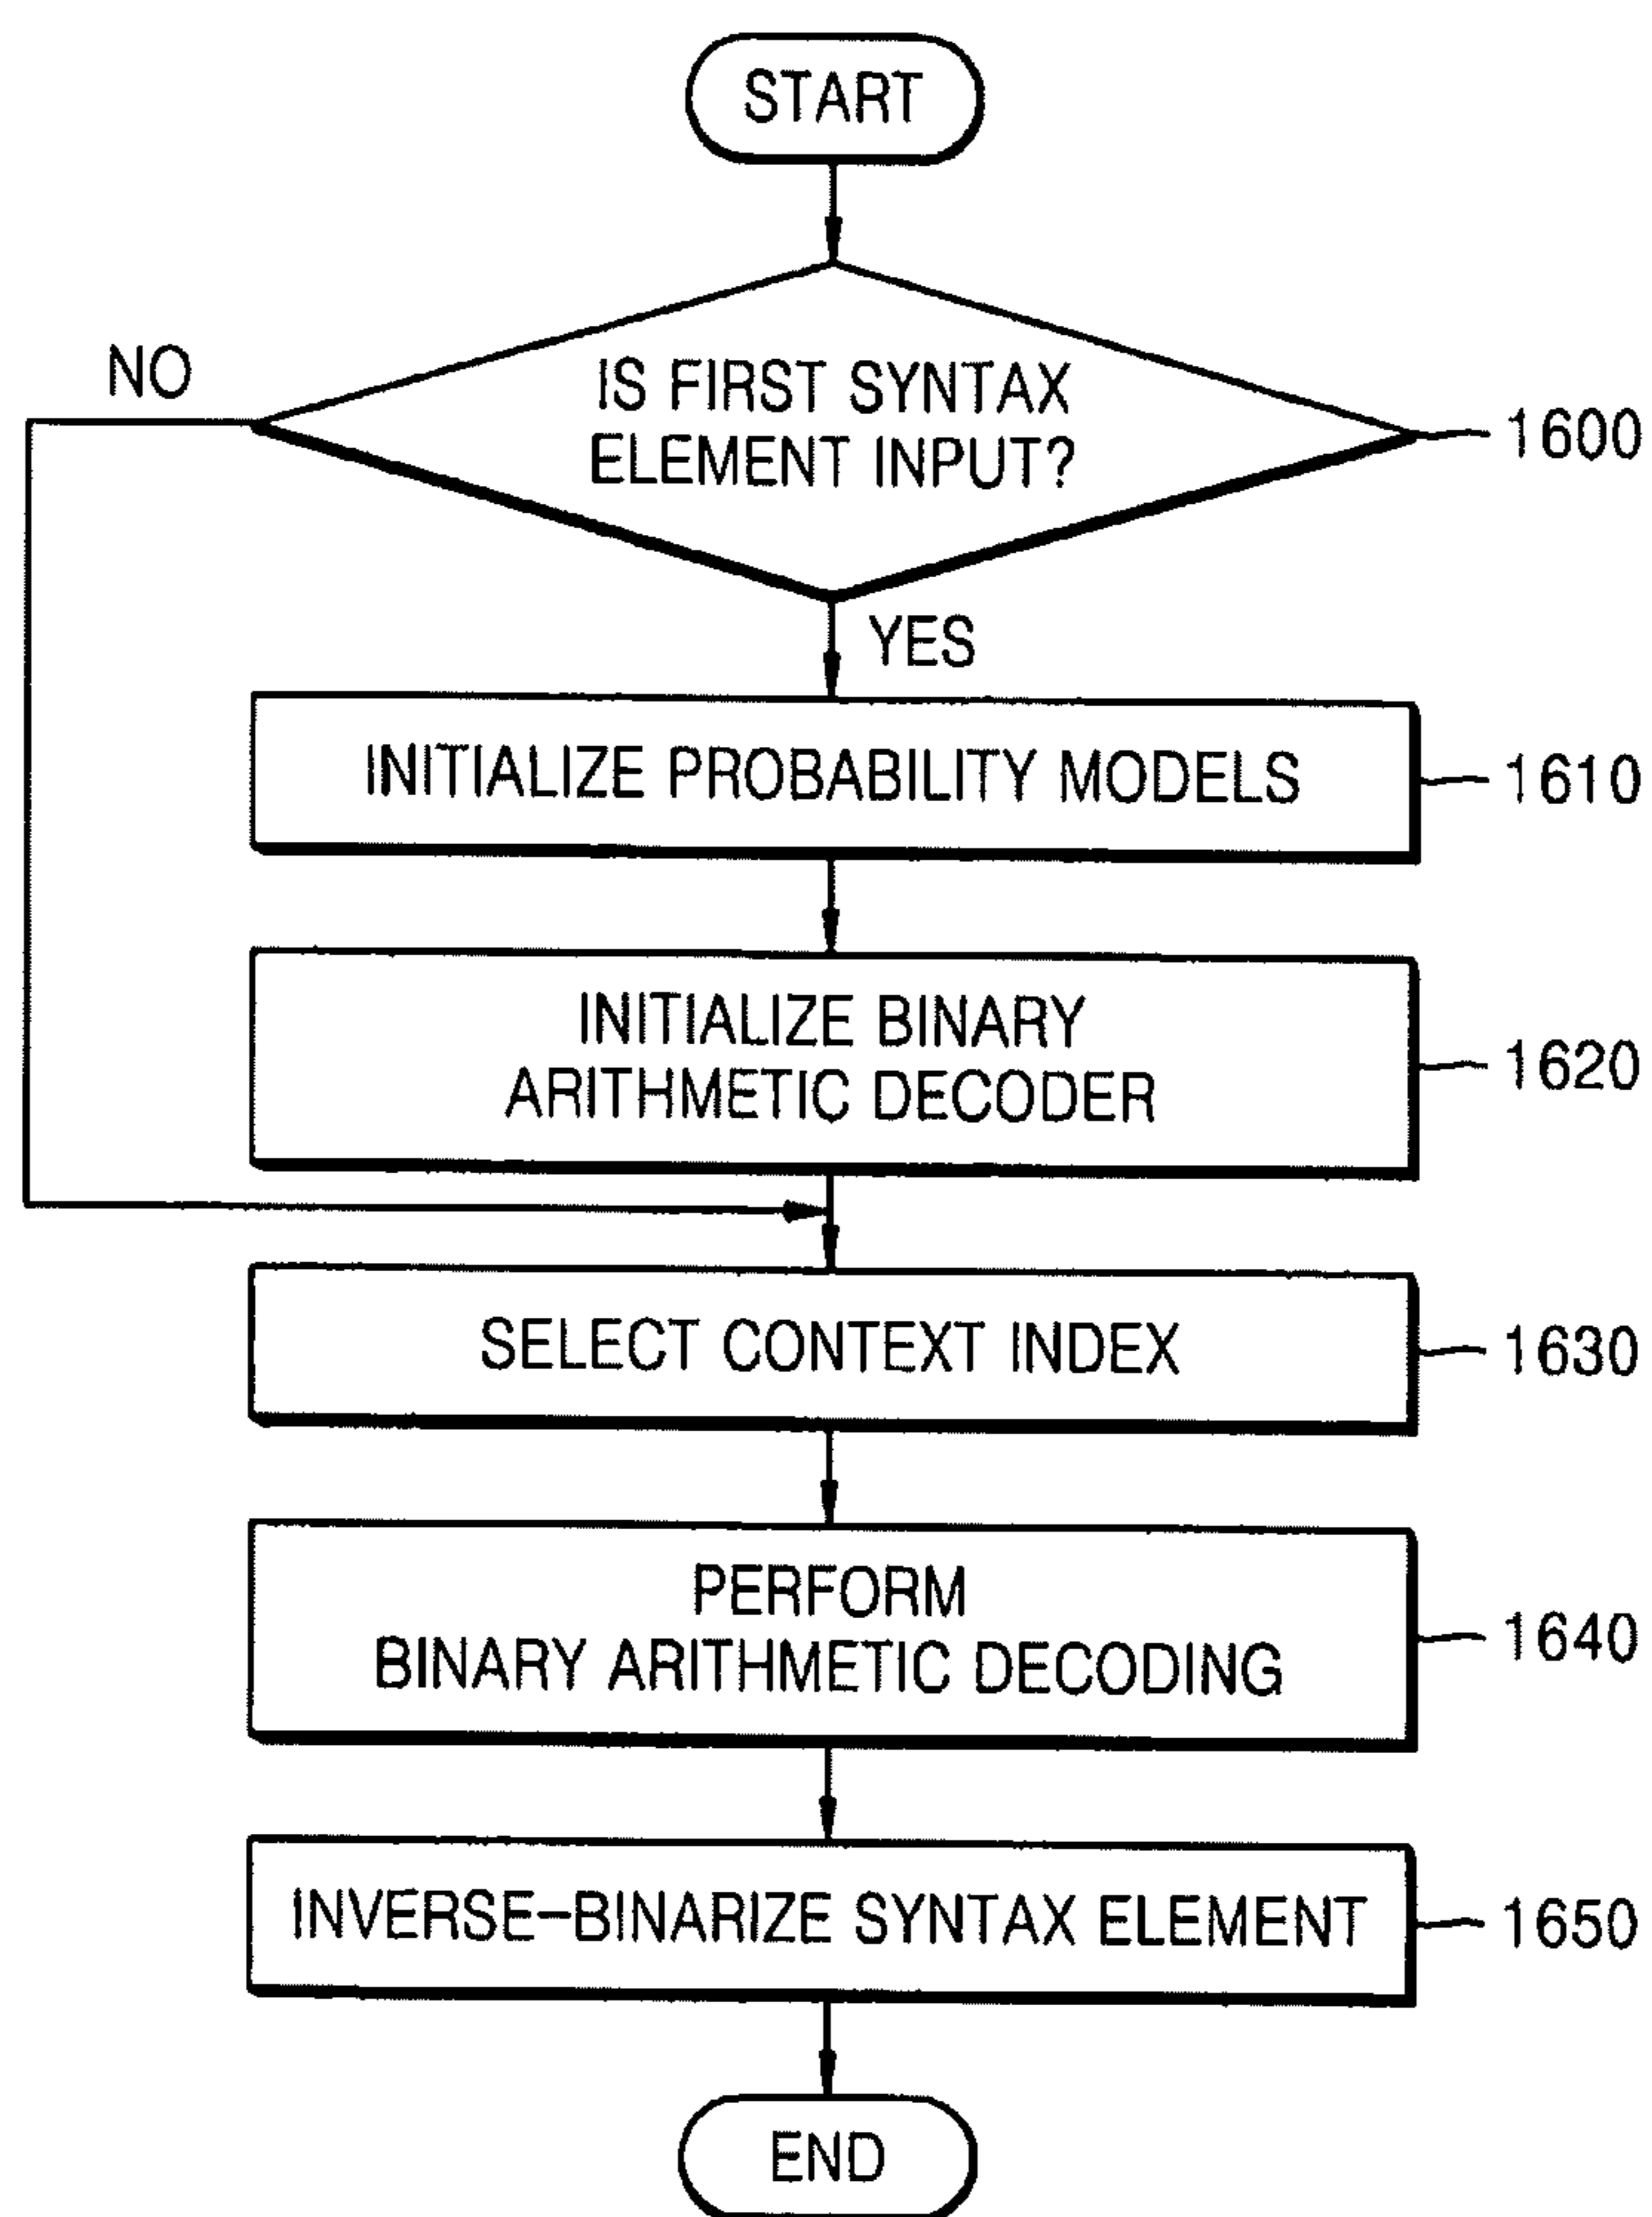 START
NO
IS FIRST SYNTAX
ELEMENT INPUT?
1600
YES
INITIALIZE PROBABILITY MODELS
1610
INITIALIZE BINARY
ARITHMETIC DECODER
1620
SELECT CONTEXT INDEX
1630
PERFORM
BINARY ARITHMETIC DECODING
1640
INVERSE-BINARIZE SYNTAX ELEMENT
1650
END